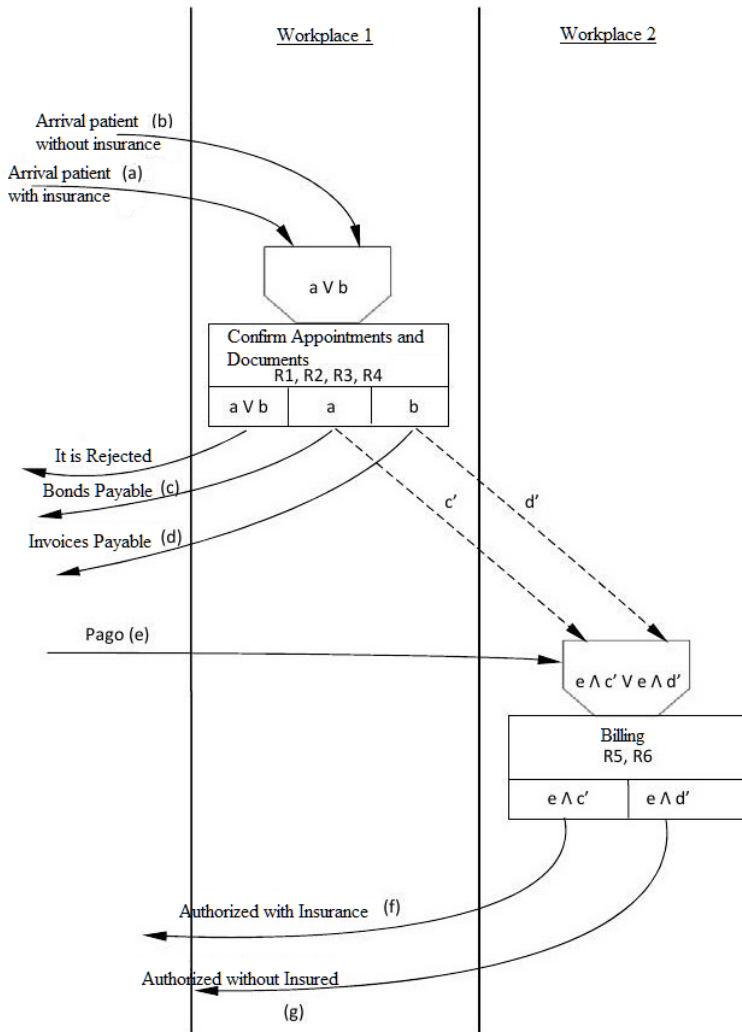 Workplace 1
Workplace 2
Arrival patient (b)
without insurance
Arrival patient (a)
with insurance
a V b
Confirm Appointments and
Documents
R1, R2, R3, R4
a V b
a
b
It is Rejected
Bonds Payable (c)
Invoices Payable (d)
c’
d’
Pago (e)
e Λ c’ V e Λ d’
Billing
R5, R6
e Λ c’
e Λ d’
Authorized with Insurance (f)
Authorized without Insured
(g)